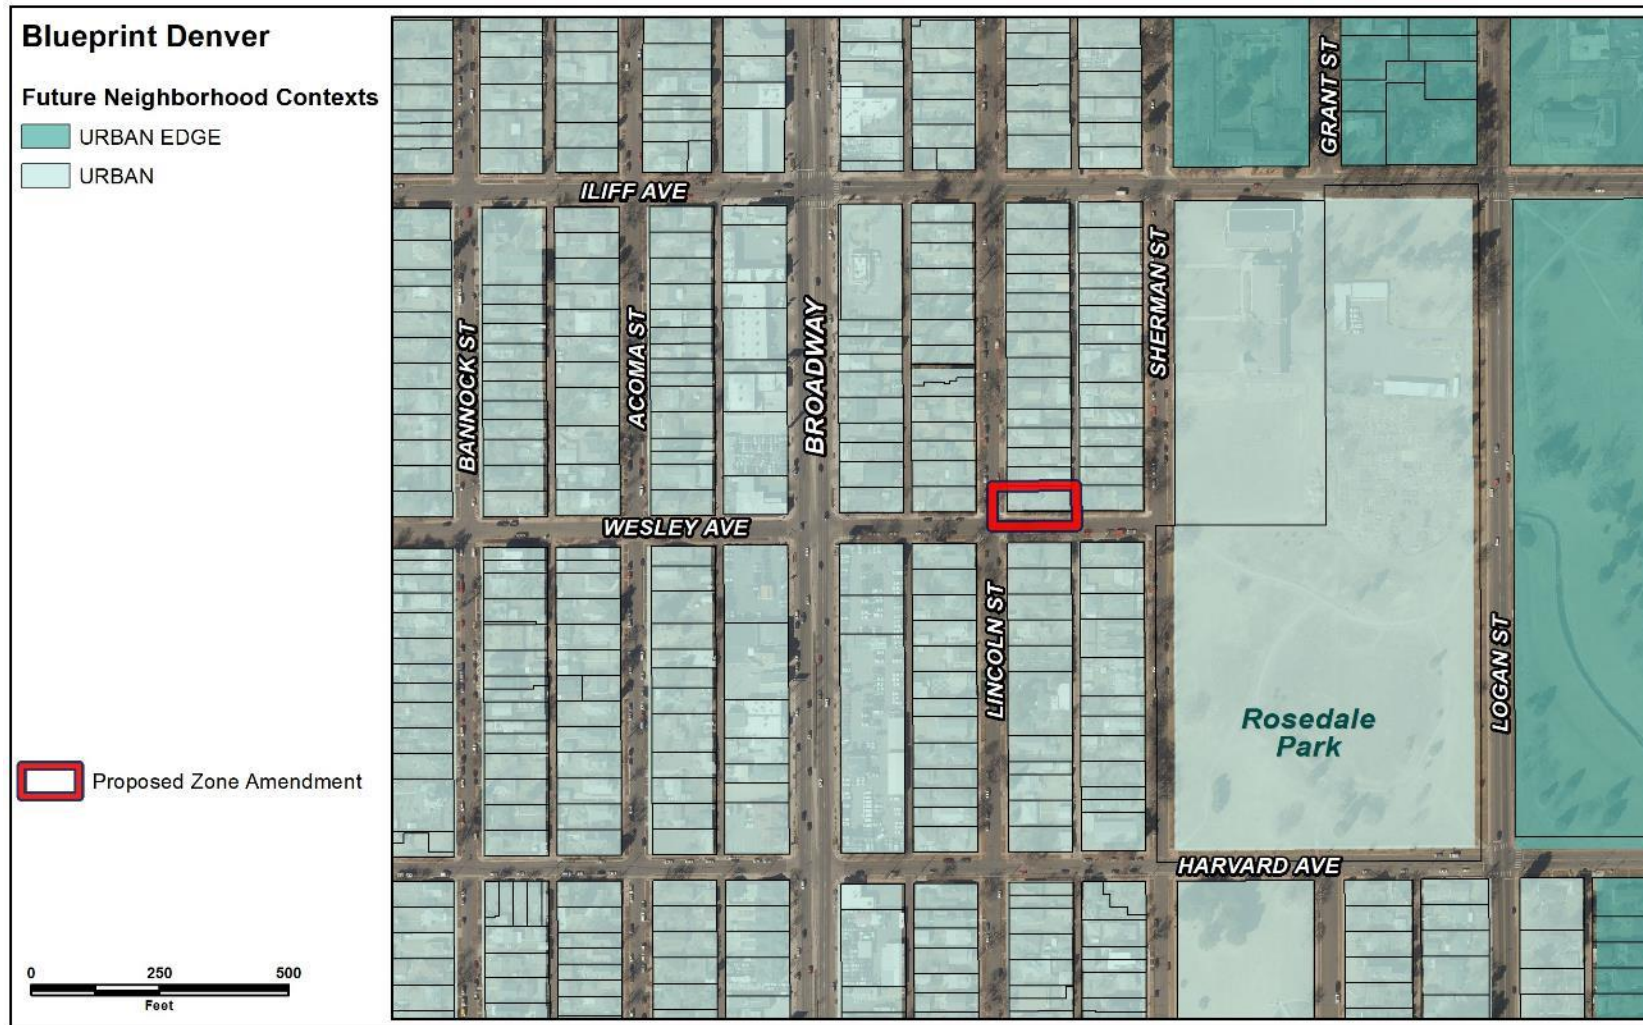 Blueprint Denver
Future Neighborhood Contexts
URBAN EDGE
URBAN
Proposed Zone Amendment
0 250 500
Feet
GRANT ST
ILIFF AVE
SHERMAN ST
BROADWAY
ACOMA ST
BANNOCK ST
WESLEY AVE
LINCOLN ST
LOGAN ST
Rosedale
Park
HARVARD AVE